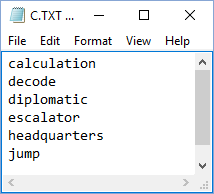 C.TXT ...
File Edit Format View Help
calculation
decode
diplomatic
escalator
headquarters
jump